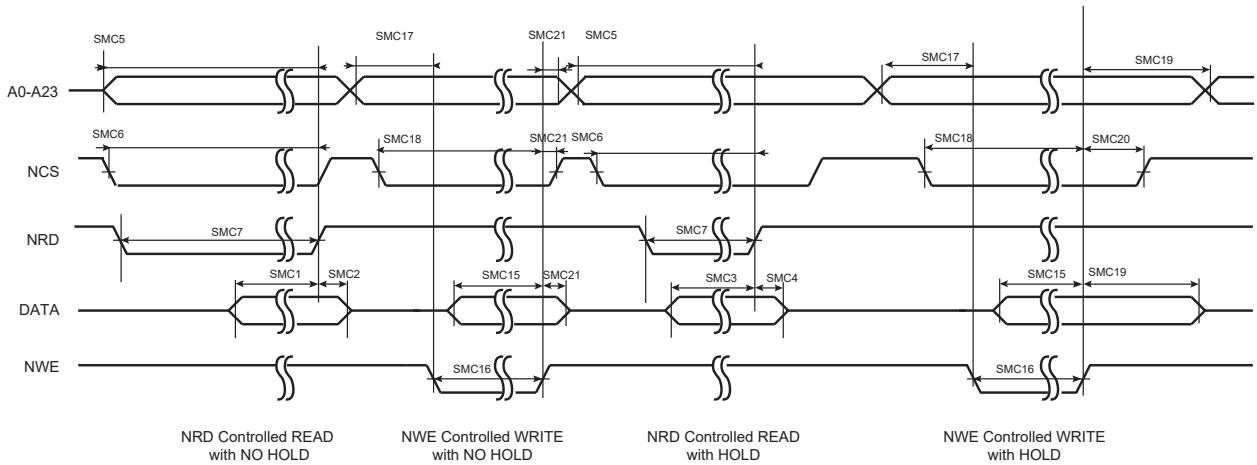 SMC5
SMC17
SMC21
SMC5
SMC17
SMC19
A0-A23
SMC6
SMC18
SMC21
SMC6
SMC18
SMC20
NCS
NRD
SMC7
SMC7
SMC1
SMC2
SMC15
SMC21
SMC3
SMC4
SMC15
SMC19
DATA
NWE
SMC16
SMC16
NRD Controlled READ
with NO HOLD
NWE Controlled WRITE
with NO HOLD
NRD Controlled READ
with HOLD
NWE Controlled WRITE
with HOLD